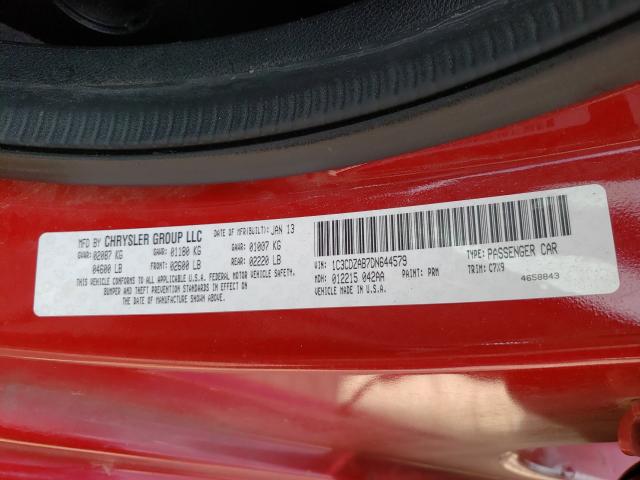 MFD BY CHRYSLER GROUP LLC DATE OF MFR(BUILT): JAN 13
GVWR: 02087 KG GAWR: 01180 KG GAWR: 01007 KG
04600 LB FRONT: 02600 LB REAR: 02220 LB
THIS VEHICLE CONFORMS TO ALL APPLICABLE U.S.A. FEDERAL MOTOR VEHICLE SAFETY,
BUMPER AND THEFT PREVENTION STANDARDS IN EFFECT ON
THE DATE OF MANUFACTURE SHOWN ABOVE.
VIN: 1C3CDZAB7DN644579 TYPE: PASSENGER CAR
MDH: 012215 042AA PAINT: PRM TRIM: C7X9
VEHICLE MADE IN U.S.A. 4658843